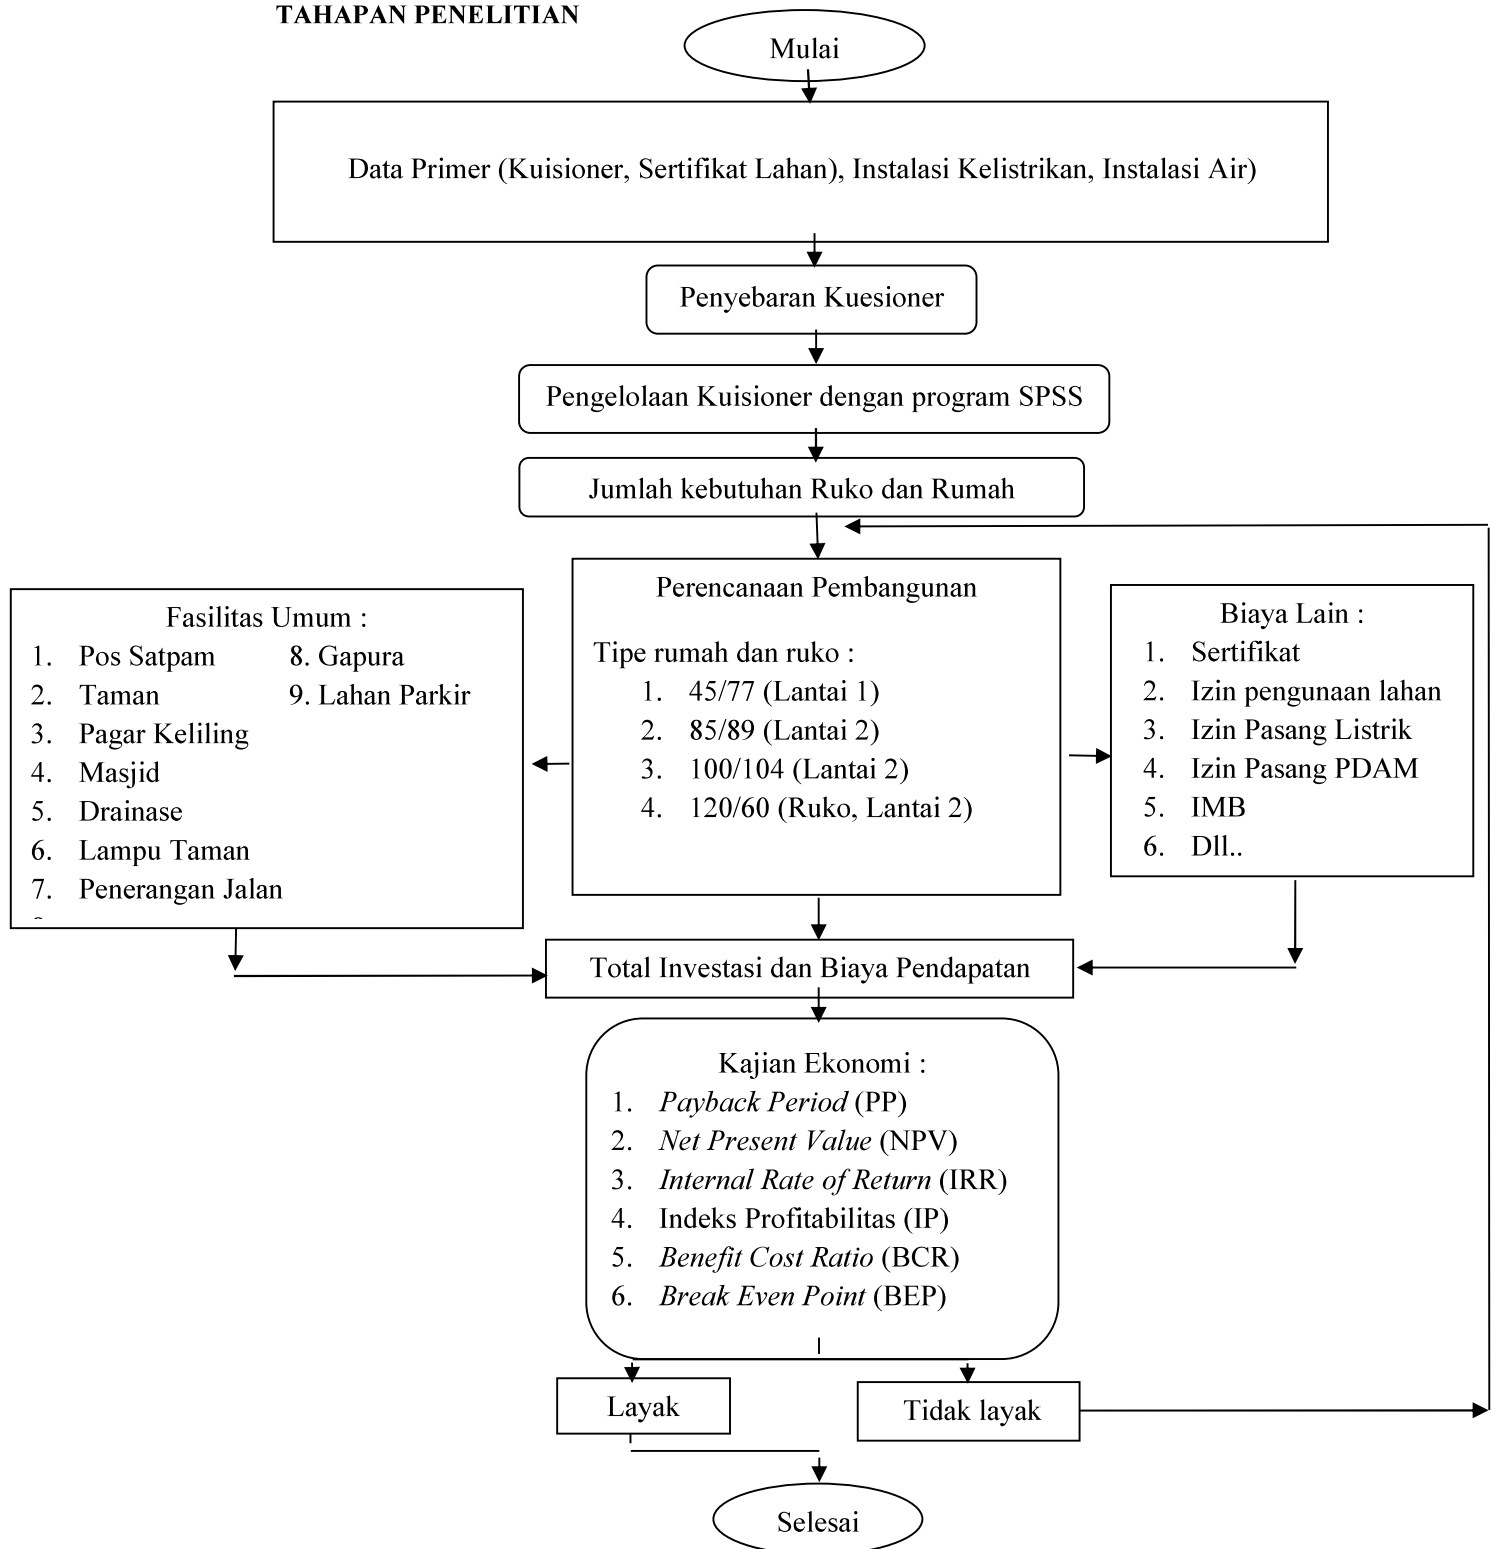 TAHAPAN PENELITIAN
Mulai
Data Primer (Kuisioner, Sertifikat Lahan), Instalasi Kelistrikan, Instalasi Air)
Penyebaran Kuesioner
Pengelolaan Kuisioner dengan program SPSS
Jumlah kebutuhan Ruko dan Rumah
Fasilitas Umum :
1. Pos Satpam 8. Gapura
2. Taman 9. Lahan Parkir
3. Pagar Keliling
4. Masjid
5. Drainase
6. Lampu Taman
7. Penerangan Jalan
Perencanaan Pembangunan
Tipe rumah dan ruko :
1. 45/77 (Lantai 1)
2. 85/89 (Lantai 2)
3. 100/104 (Lantai 2)
4. 120/60 (Ruko, Lantai 2)
Biaya Lain :
1. Sertifikat
2. Izin pengunaan lahan
3. Izin Pasang Listrik
4. Izin Pasang PDAM
5. IMB
6. Dll..
Total Investasi dan Biaya Pendapatan
Kajian Ekonomi :
1. Payback Period (PP)
2. Net Present Value (NPV)
3. Internal Rate of Return (IRR)
4. Indeks Profitabilitas (IP)
5. Benefit Cost Ratio (BCR)
6. Break Even Point (BEP)
Layak
Tidak layak
Selesai